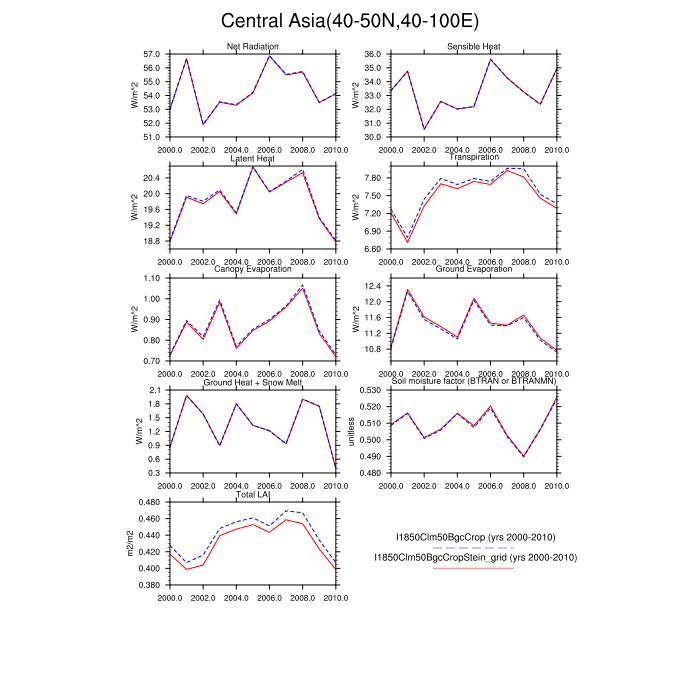 Central Asia(40-50N,40-100E)
Net Radiation
57.0
56.0
55.0
54.0
53.0
52.0
51.0
W/m^2
2000.0 2002.0 2004.0 2006.0 2008.0 2010.0
Sensible Heat
36.0
35.0
34.0
33.0
32.0
31.0
30.0
W/m^2
2000.0 2002.0 2004.0 2006.0 2008.0 2010.0
Latent Heat
20.4
20.0
19.6
19.2
18.8
W/m^2
2000.0 2002.0 2004.0 2006.0 2008.0 2010.0
Transpiration
7.80
7.50
7.20
6.90
6.60
W/m^2
2000.0 2002.0 2004.0 2006.0 2008.0 2010.0
Canopy Evaporation
1.10
1.00
0.90
0.80
0.70
W/m^2
2000.0 2002.0 2004.0 2006.0 2008.0 2010.0
Ground Evaporation
12.4
12.0
11.6
11.2
10.8
W/m^2
2000.0 2002.0 2004.0 2006.0 2008.0 2010.0
Ground Heat + Snow Melt
2.1
1.8
1.5
1.2
0.9
0.6
0.3
W/m^2
2000.0 2002.0 2004.0 2006.0 2008.0 2010.0
Soil moisture factor (BTRAN or BTRANMN)
0.530
0.520
0.510
0.500
0.490
0.480
unitless
2000.0 2002.0 2004.0 2006.0 2008.0 2010.0
Total LAI
0.480
0.460
0.440
0.420
0.400
0.380
m2/m2
2000.0 2002.0 2004.0 2006.0 2008.0 2010.0
I1850Clm50BgcCrop (yrs 2000-2010)
I1850Clm50BgcCropStein_grid (yrs 2000-2010)